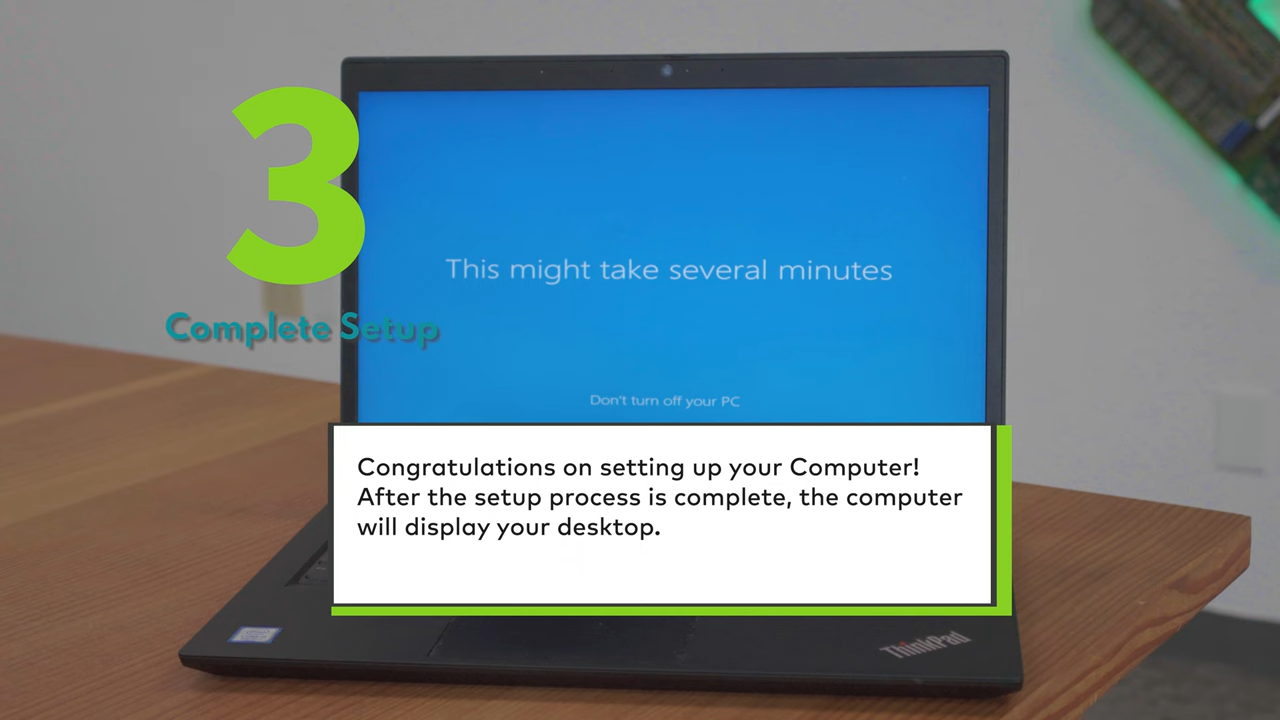 3
Complete Setup
This might take several minutes
Don't turn off your PC
Congratulations on setting up your Computer!
After the setup process is complete, the computer
will display your desktop.
ThinkPad